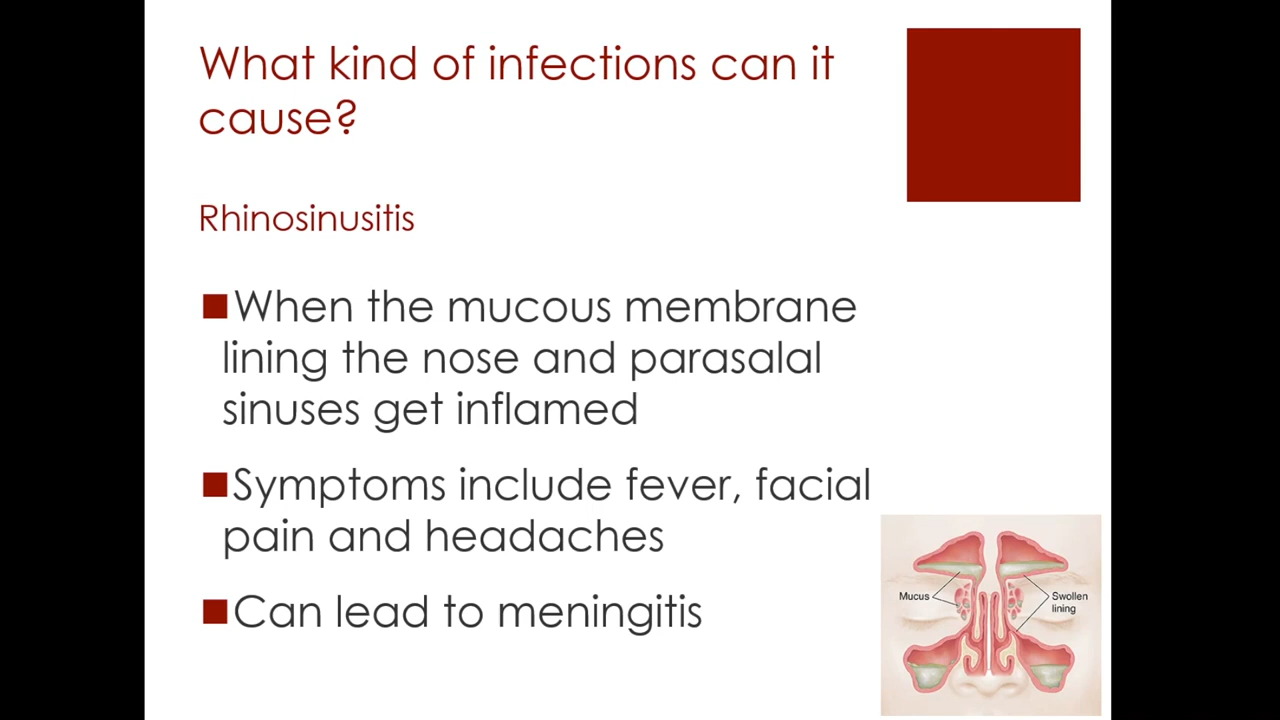 What kind of infections can it
cause?
Rhinosinusitis
When the mucous membrane
lining the nose and parasalal
sinuses get inflamed
Symptoms include fever, facial
pain and headaches
Can lead to meningitis
Mucus
Swollen
lining